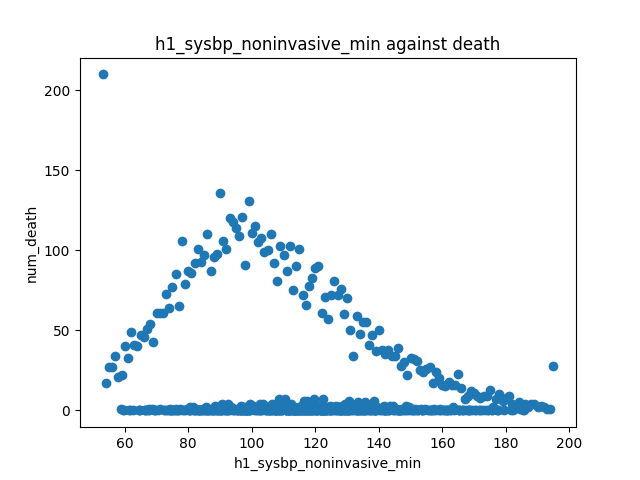 h1_sysbp_noninvasive_min against death
num_death
200
150
100
50
0
60 80 100 120 140 160 180 200
h1_sysbp_noninvasive_min